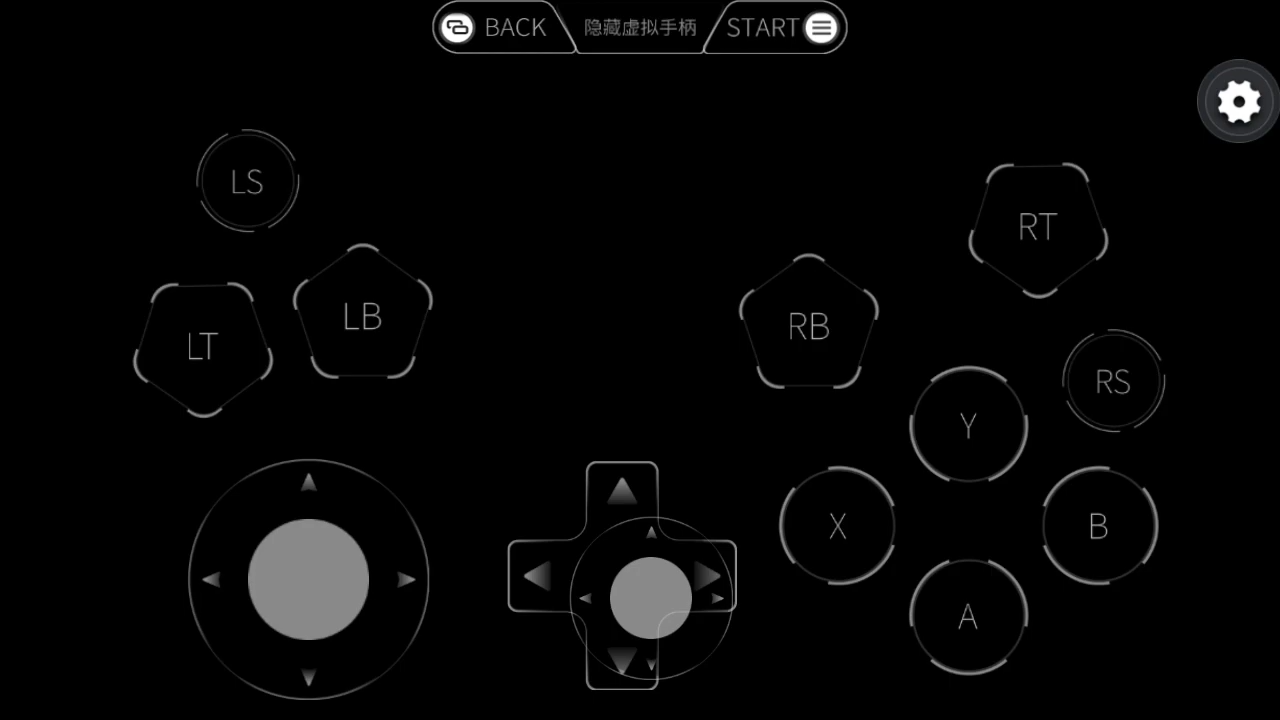 BACK 隐藏虚拟手柄 START
LS
RT
LB
RB
LT
RS
Y
X
B
A